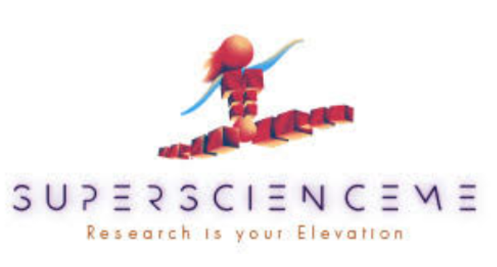 SUPERSCIENCEME
Research is your Elevation